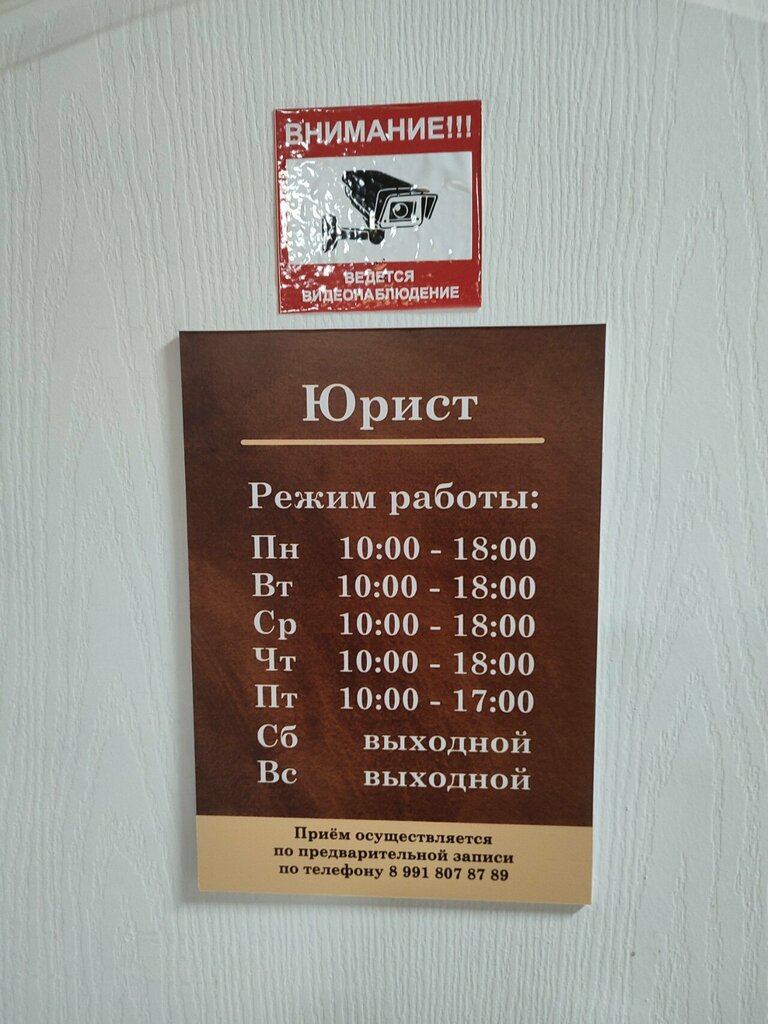 ВНИМАНИЕ!!!
ВЕДЕТСЯ
ВИДЕОНАБЛЮДЕНИЕ
Юрист
Режим работы:
Пн 10:00 - 18:00
Вт 10:00 - 18:00
Ср 10:00 - 18:00
Чт 10:00 - 18:00
Пт 10:00 - 17:00
Сб выходной
Вс выходной
Приём осуществляется
по предварительной записи
по телефону 8 991 807 87 89